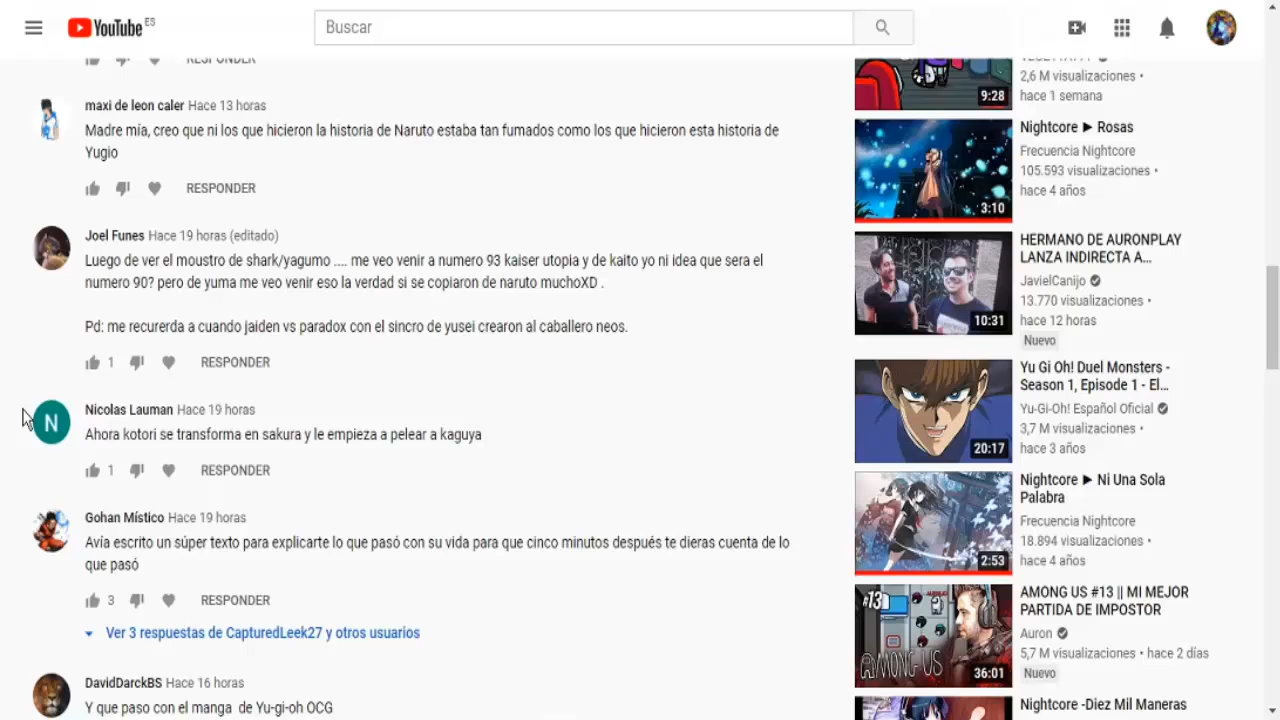 YouTube ES
Buscar
RESPONDER
maxi de leon caler Hace 13 horas
Madre mía, creo que ni los que hicieron la historia de Naruto estaba tan fumados como los que hicieron esta historia de
Yugio
RESPONDER
Joel Funes Hace 19 horas (editado)
Luego de ver el moustro de shark/yagumo .... me veo venir a numero 93 kaiser utopia y de kaito yo ni idea que sera el
numero 90? pero de yuma me veo venir eso la verdad si se copiaron de naruto muchoXD .
Pd: me recurerda a cuando jaiden vs paradox con el sincro de yusei crearon al caballero neos.
1 RESPONDER
N
Nicolas Lauman Hace 19 horas
Ahora kotori se transforma en sakura y le empieza a pelear a kaguya
1 RESPONDER
Gohan Místico Hace 19 horas
Avía escrito un súper texto para explicarte lo que pasó con su vida para que cinco minutos después te dieras cuenta de lo
que pasó
3 RESPONDER
Ver 3 respuestas de CapturedLeek27 y otros usuarios
DavidDarckBS Hace 16 horas
Y que paso con el manga de Yu-gi-oh OCG
9:28
2,6 M visualizaciones •
hace 1 semana
3:10
Nightcore ► Rosas
Frecuencia Nightcore
105.593 visualizaciones •
hace 4 años
10:31
HERMANO DE AURONPLAY
LANZA INDIRECTA A...
JavielCanijo
13.770 visualizaciones •
hace 12 horas
Nuevo
20:17
Yu Gi Oh! Duel Monsters -
Season 1, Episode 1 - El...
Yu-Gi-Oh! Español Oficial
3,7 M visualizaciones •
hace 3 años
2:53
Nightcore ► Ni Una Sola
Palabra
Frecuencia Nightcore
18.894 visualizaciones •
hace 4 años
#13
AMONG US
36:01
AMONG US #13 || MI MEJOR
PARTIDA DE IMPOSTOR
Auron
5,7 M visualizaciones • hace 2 días
Nuevo
Nightcore -Diez Mil Maneras